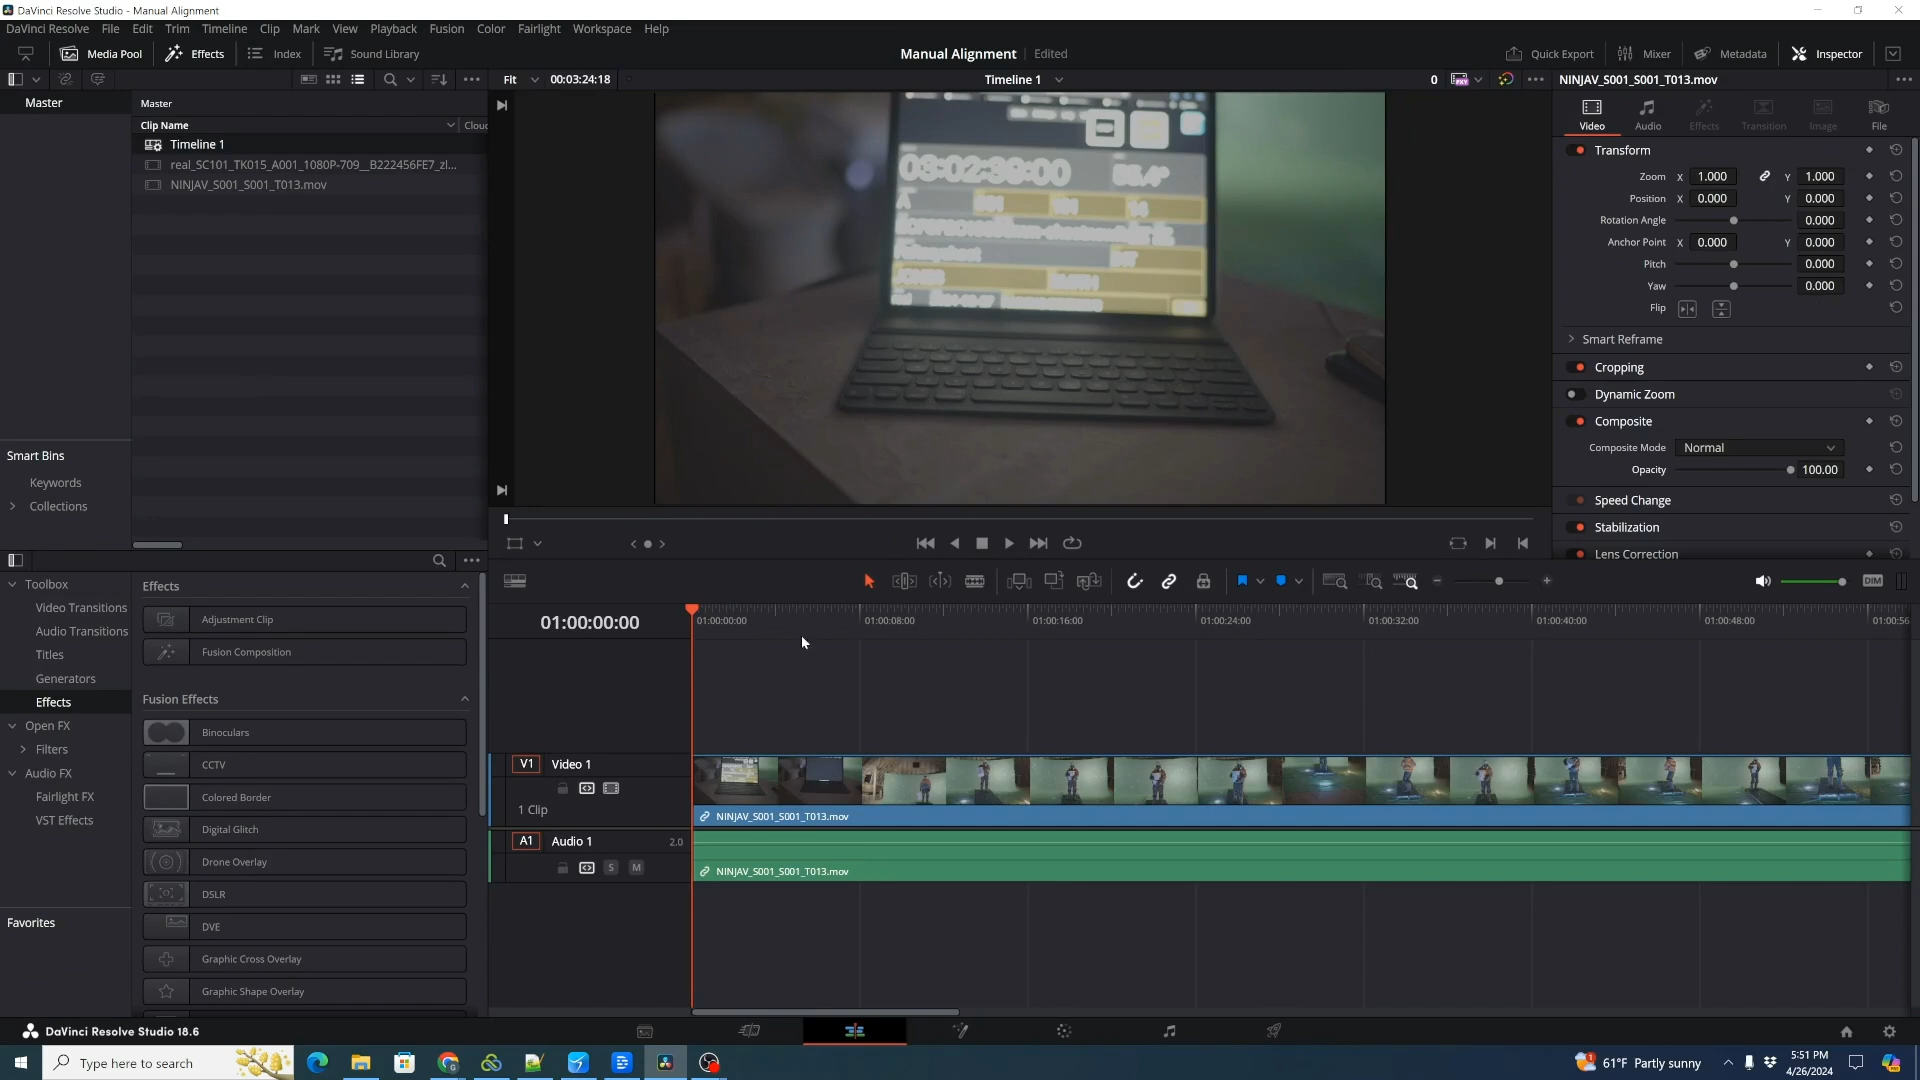 DaVinci Resolve Studio - Manual Alignment
DaVinci Resolve File Edit Trim Timeline Clip Mark View Playback Fusion Color Fairlight Workspace Help
Media Pool Effects Index Sound Library Manual Alignment Edited Quick Export Mixer Metadata Inspector
Fit 00:03:24:18 Timeline 1 0 NINJAV_S001_S001_T013.mov
Master Master
Clip Name Cloud
Timeline 1
real_SC101_TK015_A001_1080P-709__B222456FE7_zl...
NINJAV_S001_S001_T013.mov
Smart Bins
Keywords
Collections
03:02:39:00
Video Audio Effects Transition Image File
Transform
Zoom X 1.000 Y 1.000
Position X 0.000 Y 0.000
Rotation Angle 0.000
Anchor Point X 0.000 Y 0.000
Pitch 0.000
Yaw 0.000
Flip
Smart Reframe
Cropping
Dynamic Zoom
Composite
Composite Mode Normal
Opacity 100.00
Speed Change
Stabilization
Lens Correction
Toolbox
Video Transitions
Audio Transitions
Titles
Generators
Effects
Open FX
Filters
Audio FX
Fairlight FX
VST Effects
Favorites
Effects
Adjustment Clip
Fusion Composition
Fusion Effects
Binoculars
CCTV
Colored Border
Digital Glitch
Drone Overlay
DSLR
DVE
Graphic Cross Overlay
Graphic Shape Overlay
DIM
01:00:00:00 01:00:00:00 01:00:08:00 01:00:16:00 01:00:24:00 01:00:32:00 01:00:40:00 01:00:48:00 01:00:56
V1 Video 1
1 Clip
NINJAV_S001_S001_T013.mov
A1 Audio 1 2.0
S M
NINJAV_S001_S001_T013.mov
DaVinci Resolve Studio 18.6
Type here to search
1 61°F Partly sunny
5:51 PM
4/26/2024